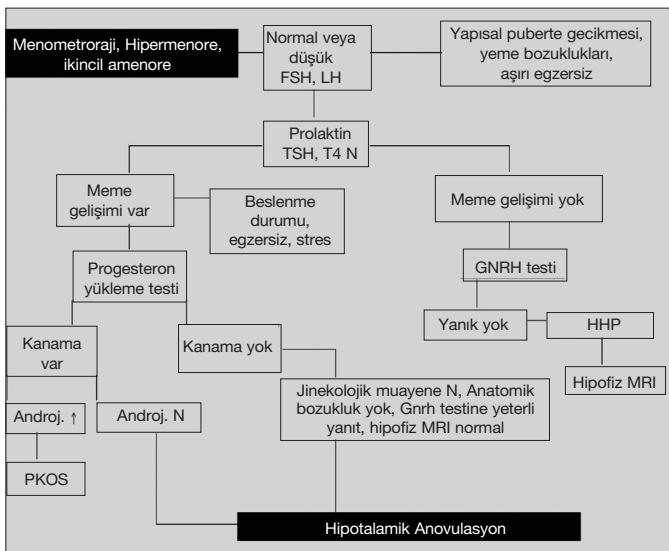 Menometroraji, Hipermenore,
ikincil amenore
Normal veya
düşük
FSH, LH
Yapısal puberte gecikmesi,
yeme bozuklukları,
aşırı egzersiz
Prolaktin
TSH, T4 N
Meme
gelişimi var
Beslenme
durumu,
egzersiz, stres
Meme gelişimi yok
Progesteron
yükleme testi
GNRH testi
Kanama
var
Kanama yok
Yanık yok
HHP
Hipofiz MRI
Androj. ↑
Androj. N
Jinekolojik muayene N, Anatomik
bozukluk yok, Gnrh testine yeterli
yanıt, hipofiz MRI normal
PKOS
Hipotalamik Anovulasyon